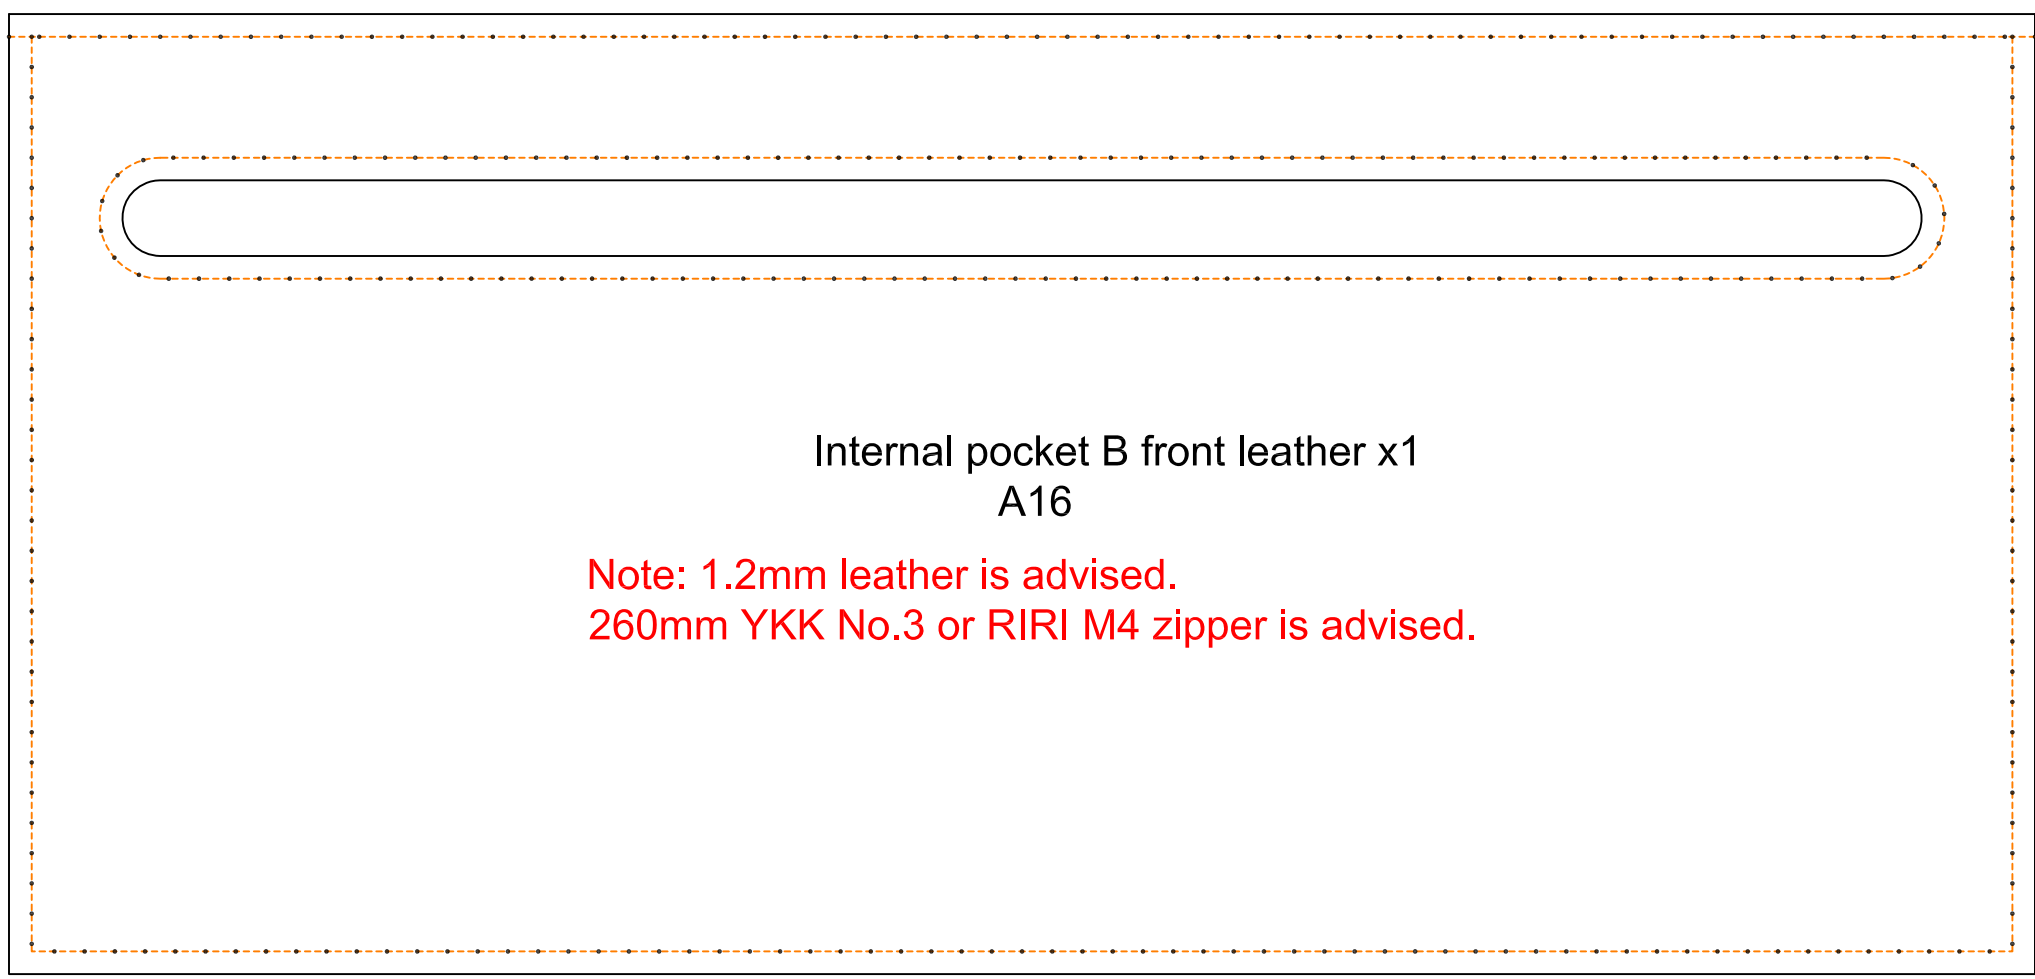 Internal pocket B front leather x1
A16
Note: 1.2mm leather is advised.
260mm YKK No.3 or RIRI M4 zipper is advised.